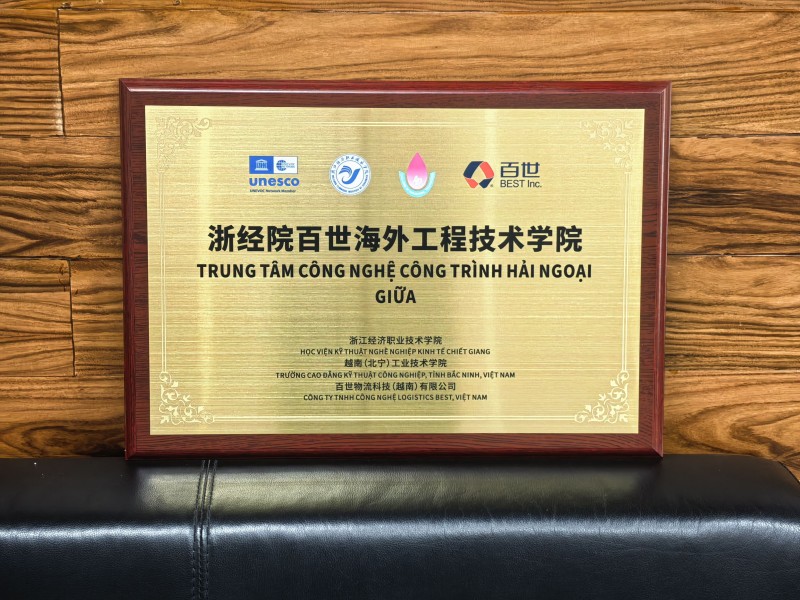 unesco
UNEVOC Network Member
百世
BEST Inc.
浙经院百世海外工程技术学院
TRUNG TÂM CÔNG NGHỆ CÔNG TRÌNH HẢI NGOẠI
GIỮA
浙江经济职业技术学院
HỌC VIỆN KỸ THUẬT NGHỀ NGHIỆP KINH TẾ CHIẾT GIANG
越南（北宁）工业技术学院
TRƯỜNG CAO ĐẲNG KỸ THUẬT CÔNG NGHIỆP, TỈNH BẮC NINH, VIỆT NAM
百世物流科技（越南）有限公司
CÔNG TY TNHH CÔNG NGHỆ LOGISTICS BEST, VIỆT NAM